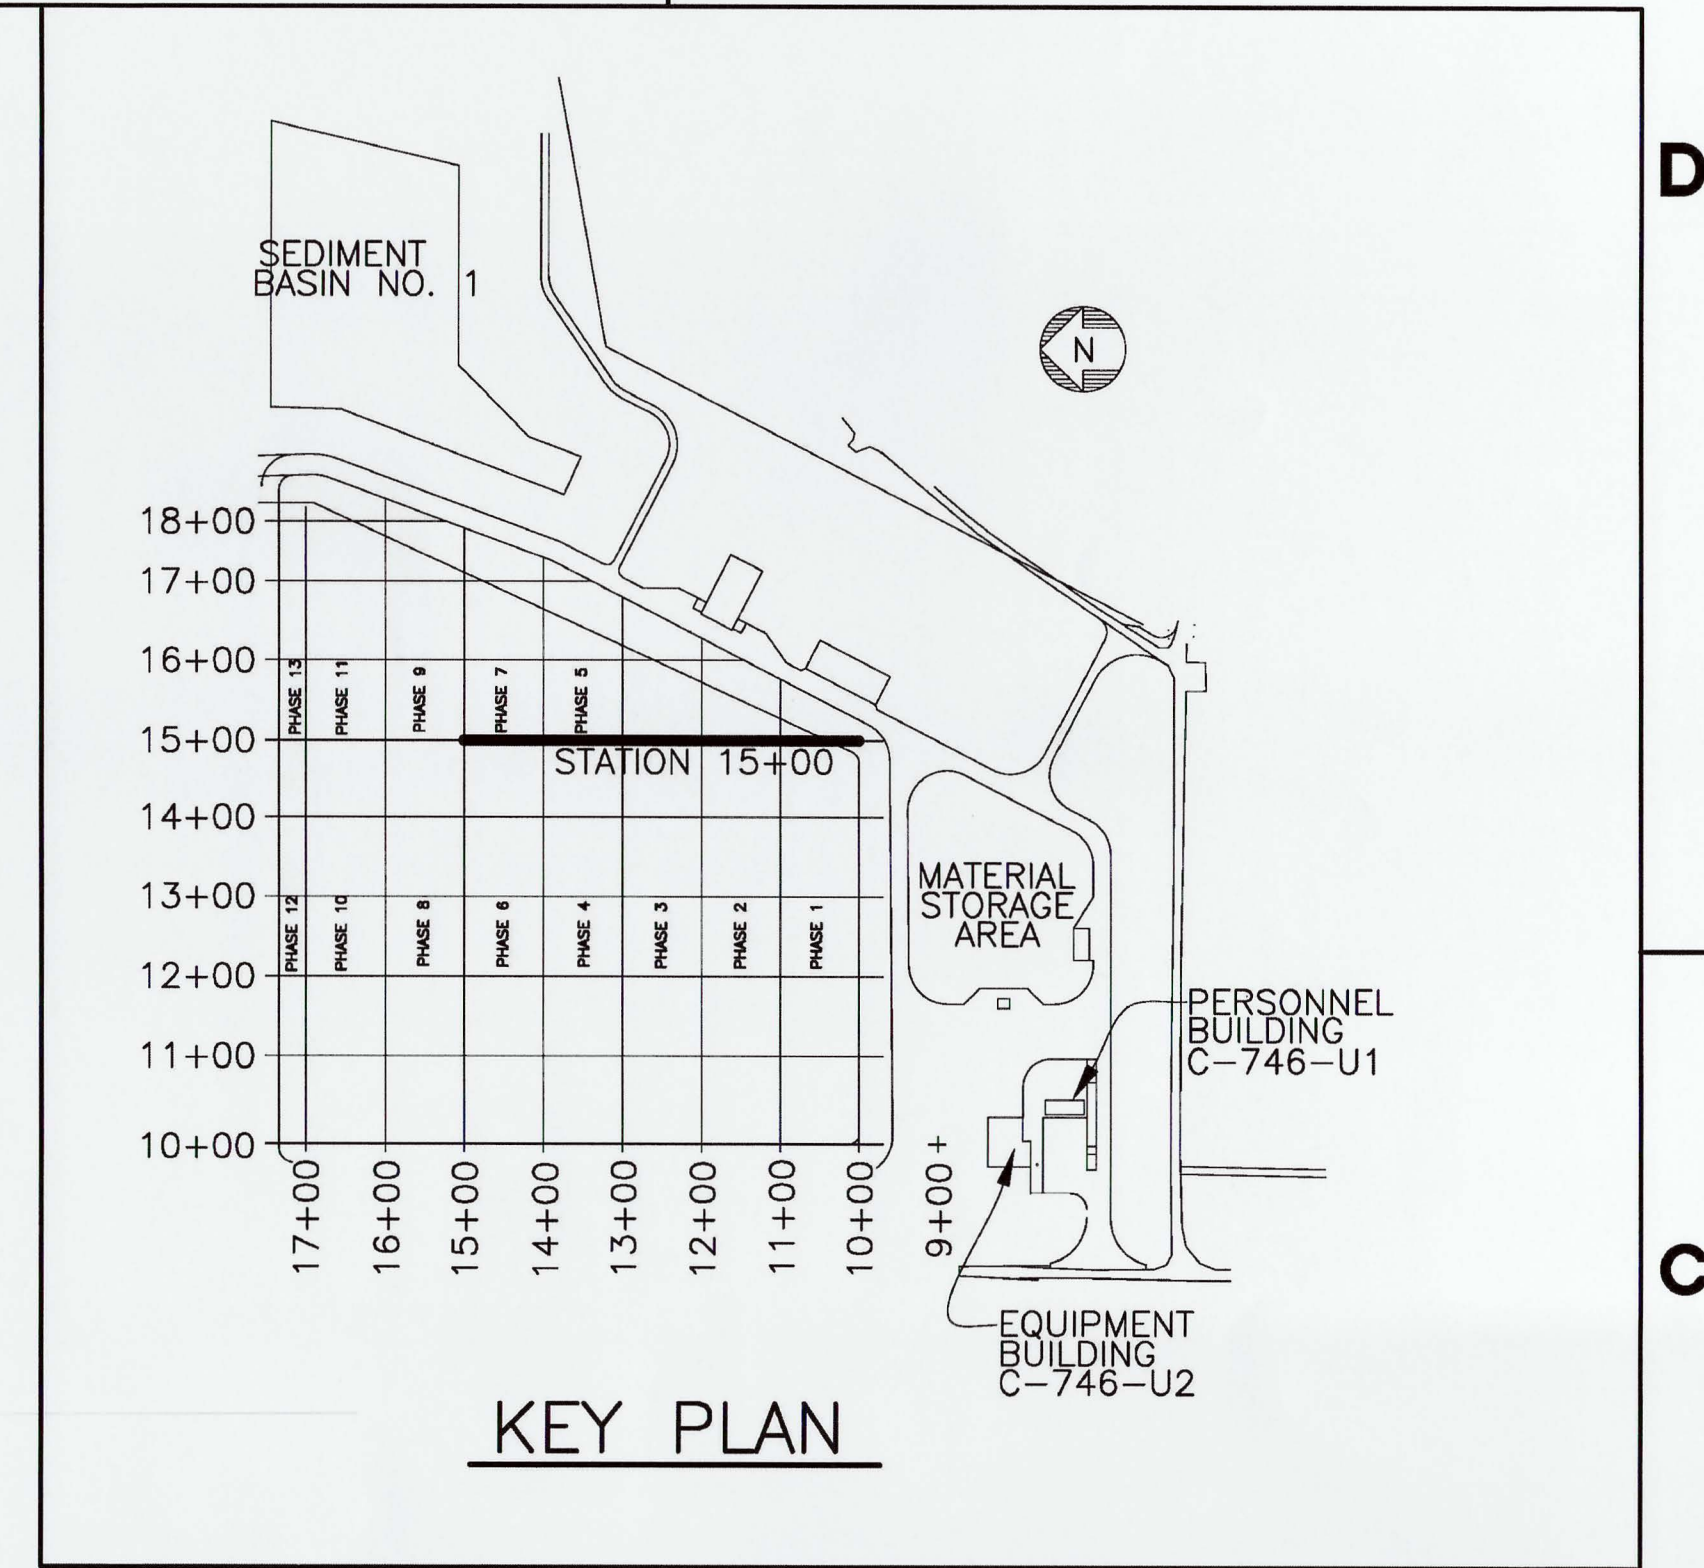 D
SEDIMENT
BASIN NO. 1
N
18+00
17+00
16+00
PHASE 13
PHASE 11
PHASE 9
PHASE 7
PHASE 5
15+00
STATION 15+00
14+00
13+00
MATERIAL
STORAGE
AREA
PHASE 12
PHASE 10
PHASE 8
PHASE 6
PHASE 4
PHASE 3
PHASE 2
PHASE 1
12+00
PERSONNEL
BUILDING
C-746-U1
11+00
10+00
17+00
16+00
15+00
14+00
13+00
12+00
11+00
10+00
9+00+
C
EQUIPMENT
BUILDING
C-746-U2
KEY PLAN